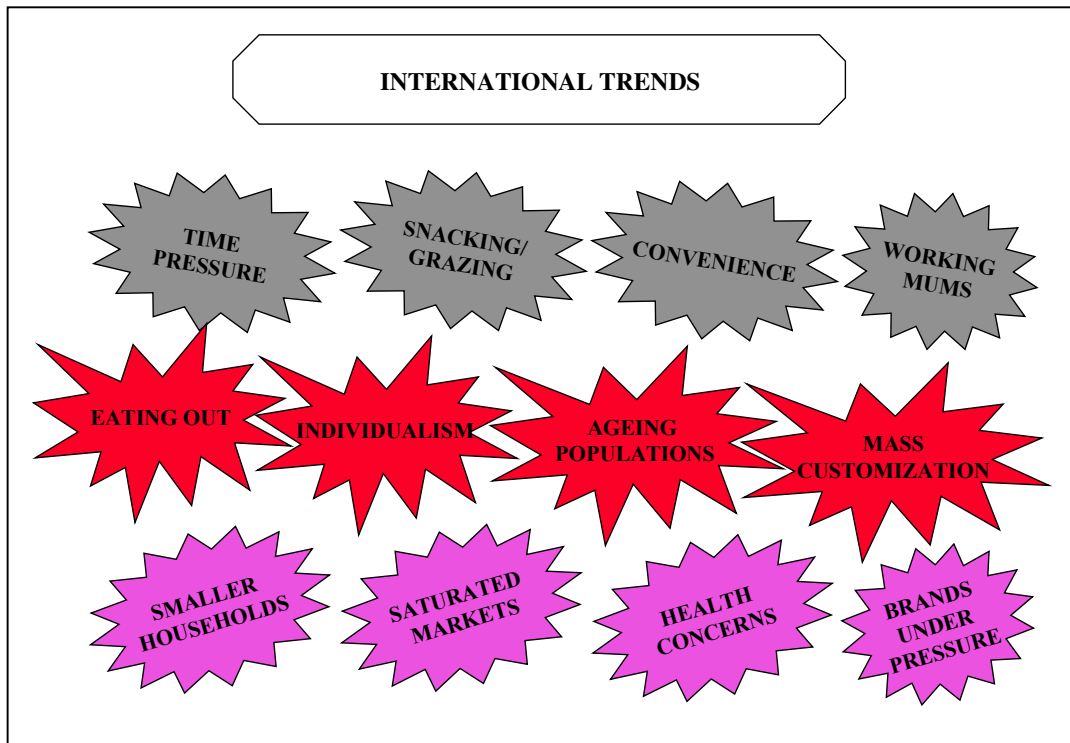 INTERNATIONAL TRENDS
TIME
PRESSURE
SNACKING/
GRAZING
CONVENIENCE
WORKING
MUMS
EATING OUT
INDIVIDUALISM
AGEING
POPULATIONS
MASS
CUSTOMIZATION
SMALLER
HOUSEHOLDS
SATURATED
MARKETS
HEALTH
CONCERNS
BRANDS
UNDER
PRESSURE